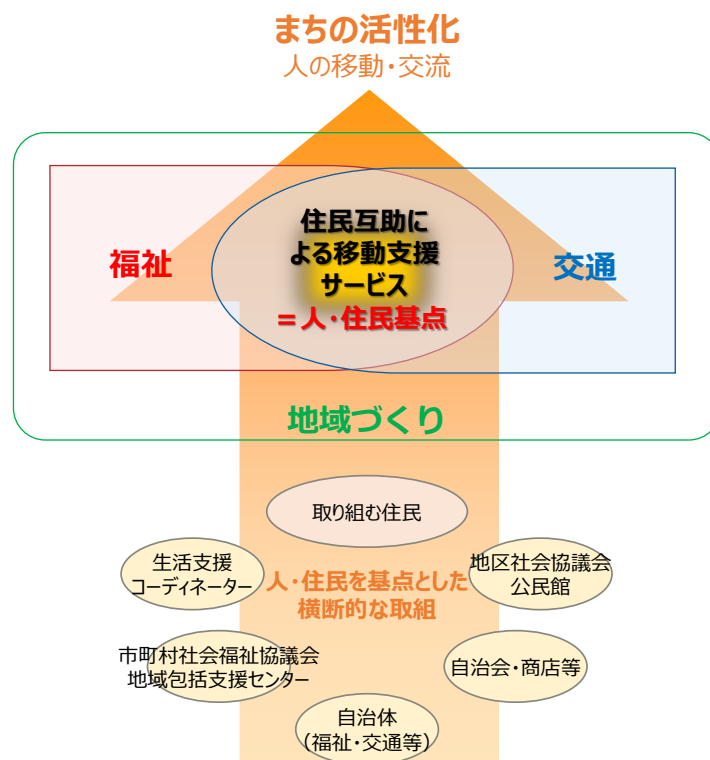 まちの活性化
人の移動・交流
福祉
住民互助に
よる移動支援
サービス
＝人・住民基点
交通
地域づくり
取り組む住民
生活支援
コーディネーター
人・住民を基点とした
横断的な取組
地区社会協議会
公民館
市町村社会福祉協議会
地域包括支援センター
自治会・商店等
自治体
（福祉・交通等）